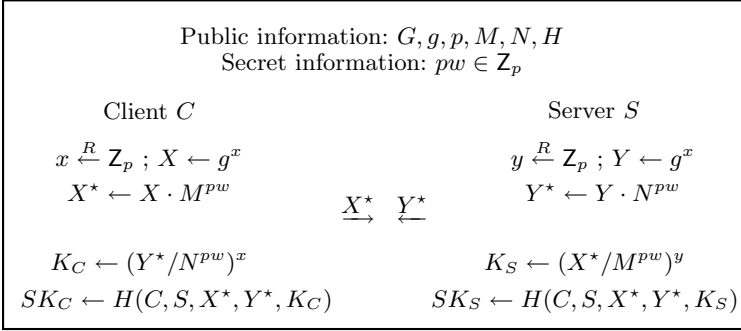 Public information: G, g, p, M, N, H
Secret information: pw ∈ Z_p
Client C Server S
x ←^R Z_p ; X ← g^x y ←^R Z_p ; Y ← g^x
X^⋆ ← X · M^{pw} Y^⋆ ← Y · N^{pw}
X^⋆ → Y^⋆ ←
K_C ← (Y^⋆/N^{pw})^x K_S ← (X^⋆/M^{pw})^y
SK_C ← H(C, S, X^⋆, Y^⋆, K_C) SK_S ← H(C, S, X^⋆, Y^⋆, K_S)